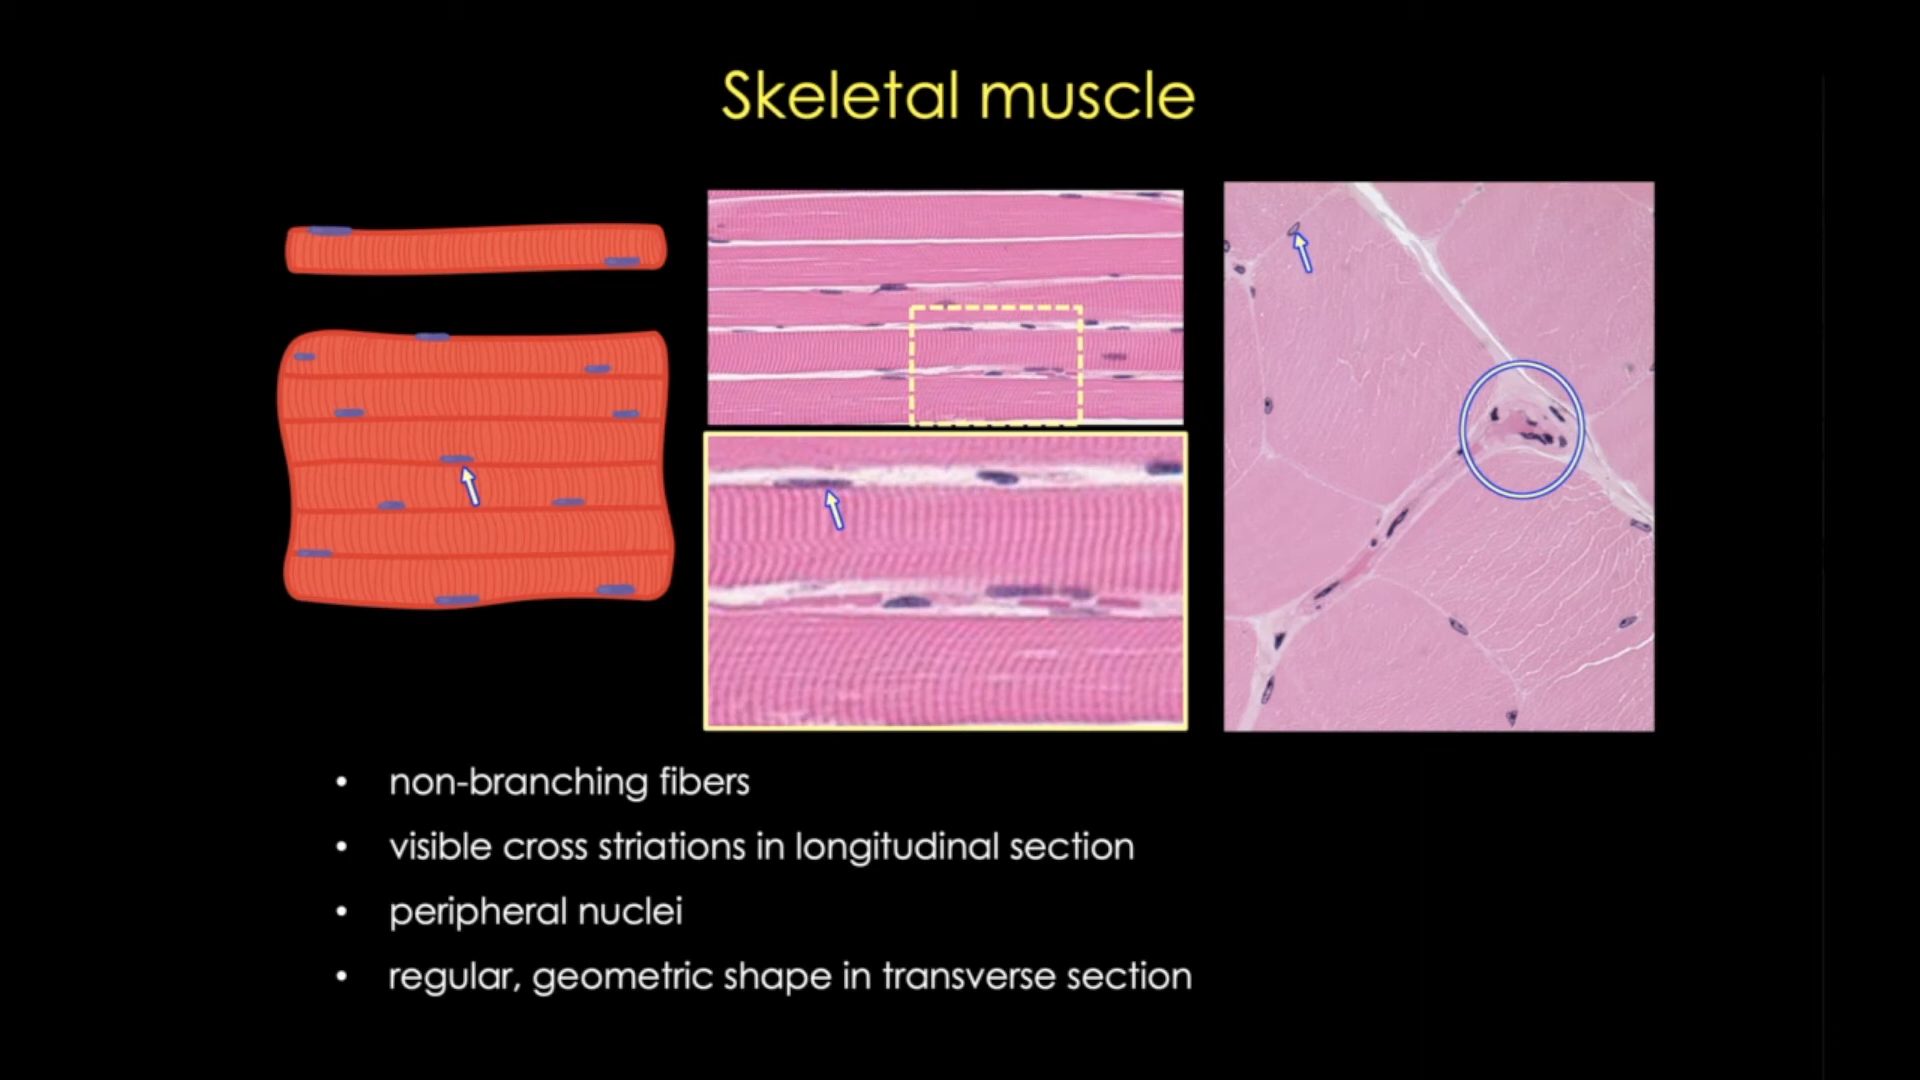 Skeletal muscle
• non-branching fibers
• visible cross striations in longitudinal section
• peripheral nuclei
• regular, geometric shape in transverse section